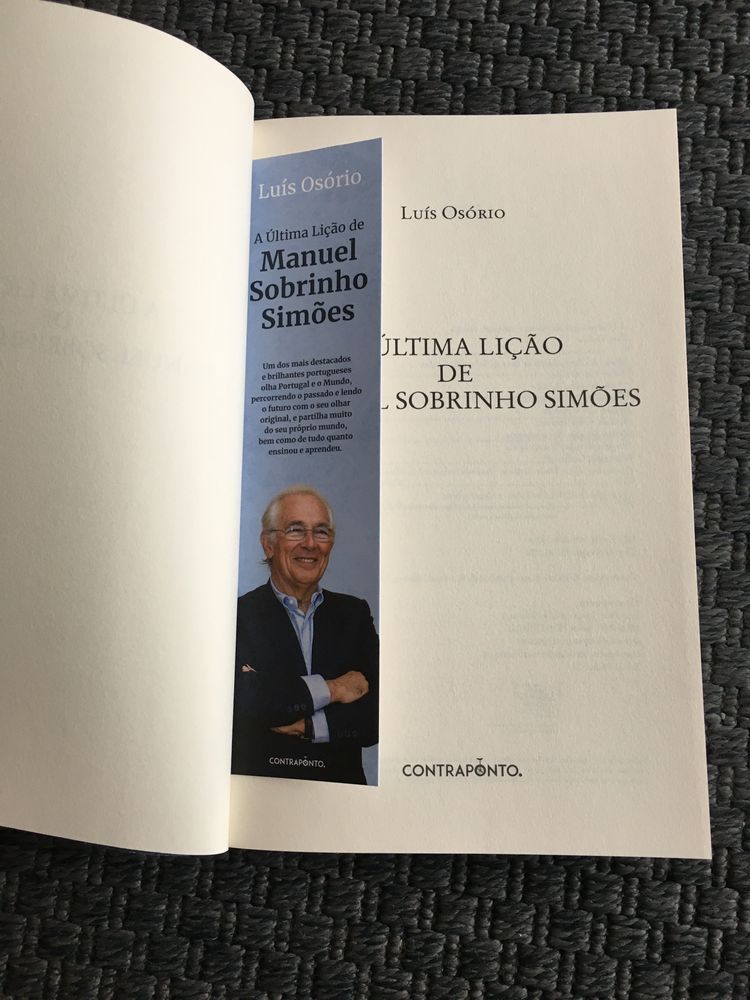 Luís Osório
A Última Lição de
Manuel
Sobrinho
Simões
Um dos mais destacados
e brilhantes portugueses
olha Portugal e o Mundo,
percorrendo o passado e lendo
o futuro com o seu olhar
original, e partilha muito
do seu próprio mundo,
bem como de tudo quanto
ensinou e aprendeu.
CONTRAPONTO.
Luís Osório
ÚLTIMA LIÇÃO
DE
L SOBRINHO SIMÕES
CONTRAPONTO.